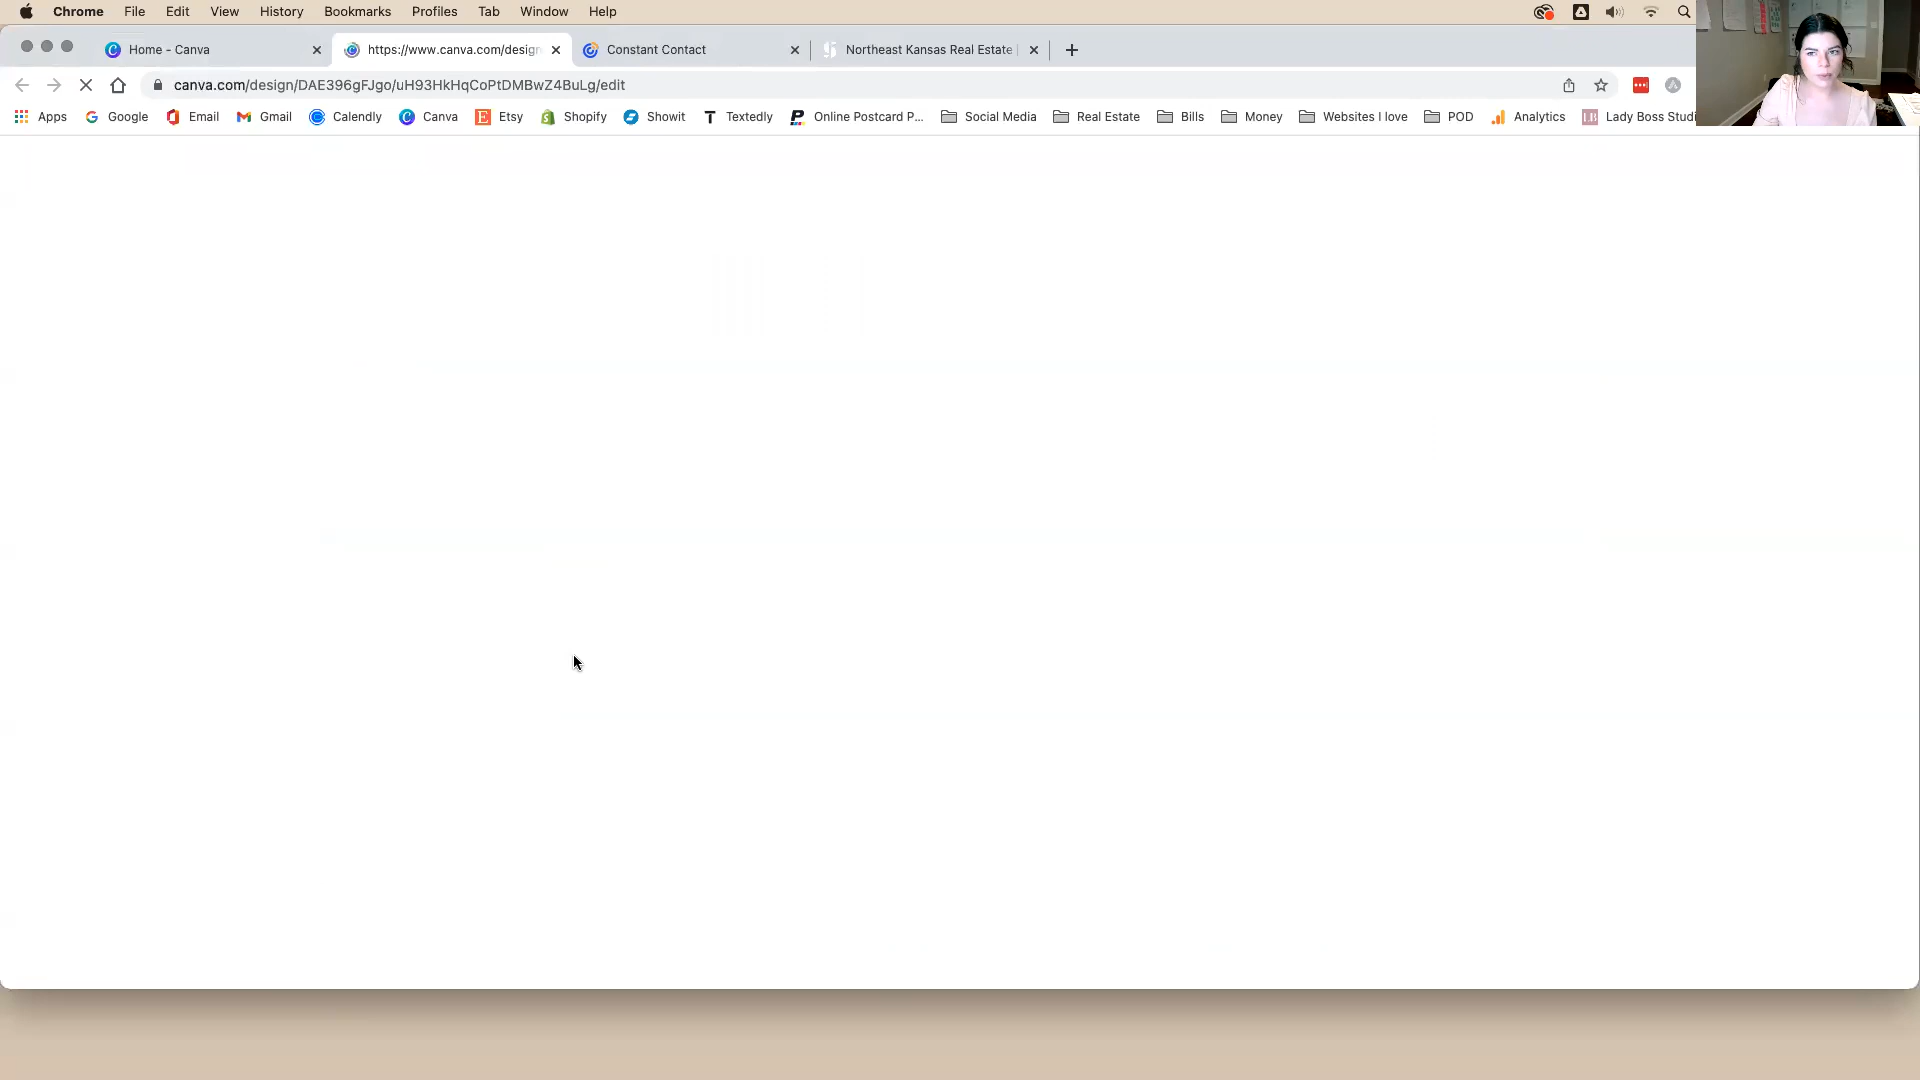 Chrome File Edit View History Bookmarks Profiles Tab Window Help
Home - Canva
https://www.canva.com/design
Constant Contact
Northeast Kansas Real Estate
canva.com/design/DAE396gFJgo/uH93HkHqCoPtDMBwZ4BuLg/edit
Apps Google Email Gmail Calendly Canva Etsy Shopify Showit Textedly Online Postcard P... Social Media Real Estate Bills Money Websites I love POD Analytics Lady Boss Studi